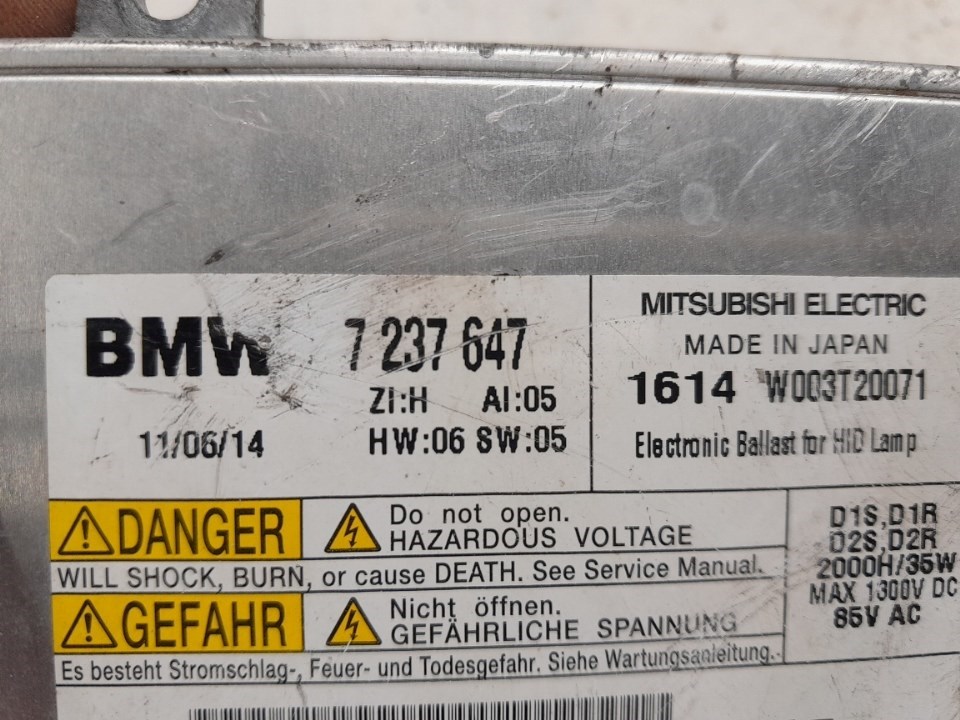 BMW 7 237 647
ZI:H AI:05
11/06/14 HW:06 SW:05
MITSUBISHI ELECTRIC
MADE IN JAPAN
1614 W003T20071
Electronic Ballast for HID Lamp
DANGER
Do not open.
HAZARDOUS VOLTAGE
WILL SHOCK, BURN, or cause DEATH. See Service Manual.
GEFAHR
Nicht öffnen.
GEFÄHRLICHE SPANNUNG
Es besteht Stromschlag-, Feuer- und Todesgefahr. Siehe Wartungsanleitung.
D1S,D1R
D2S,D2R
2000H/35W
MAX 1300V DC
85V AC